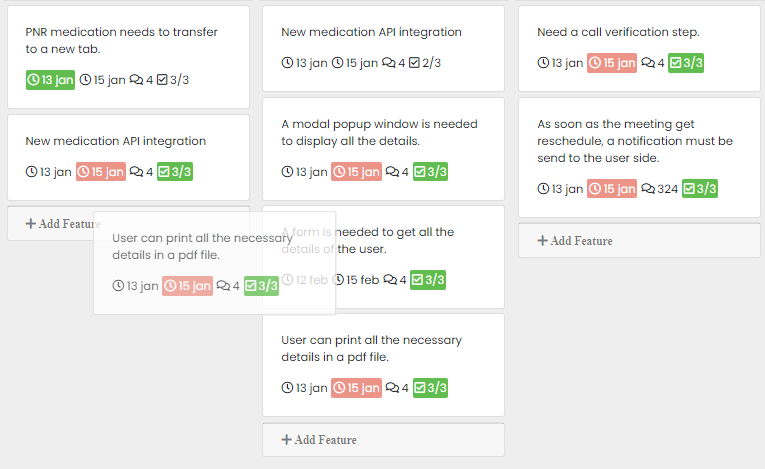 PNR medication needs to transfer
to a new tab.
13 jan 15 jan 4 3/3
New medication API integration
13 jan 15 jan 4 3/3
Add Feature
User can print all the necessary
details in a pdf file.
13 jan 15 jan 4 3/3
New medication API integration
13 jan 15 jan 4 2/3
A modal popup window is needed
to display all the details.
13 jan 15 jan 4 3/3
A form is needed to get all the
details of the user.
12 feb 15 feb 4 3/3
User can print all the necessary
details in a pdf file.
13 jan 15 jan 4 3/3
Add Feature
Need a call verification step.
13 jan 15 jan 4 3/3
As soon as the meeting get
reschedule, a notification must be
send to the user side.
13 jan 15 jan 324 3/3
Add Feature